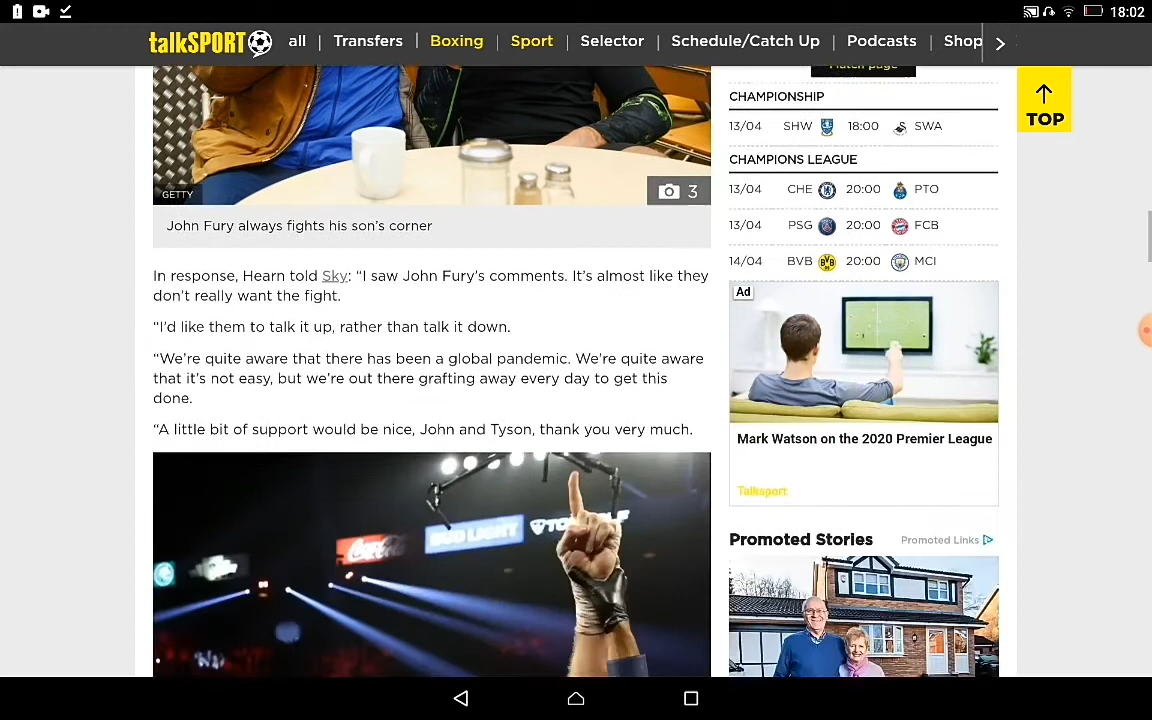 18:02
talkSPORT all | Transfers | Boxing | Sport | Selector | Schedule/Catch Up | Podcasts | Shop
TOP
GETTY
3
John Fury always fights his son's corner
In response, Hearn told Sky: “I saw John Fury's comments. It's almost like they
don't really want the fight.
“I'd like them to talk it up, rather than talk it down.
“We're quite aware that there has been a global pandemic. We're quite aware
that it's not easy, but we're out there grafting away every day to get this
done.
“A little bit of support would be nice, John and Tyson, thank you very much.
Coca-Cola
BUD LIGHT
Match page
CHAMPIONSHIP
13/04 SHW 18:00 SWA
CHAMPIONS LEAGUE
13/04 CHE 20:00 PTO
13/04 PSG 20:00 FCB
14/04 BVB 20:00 MCI
Ad
Mark Watson on the 2020 Premier League
Talksport
Promoted Stories
Promoted Links